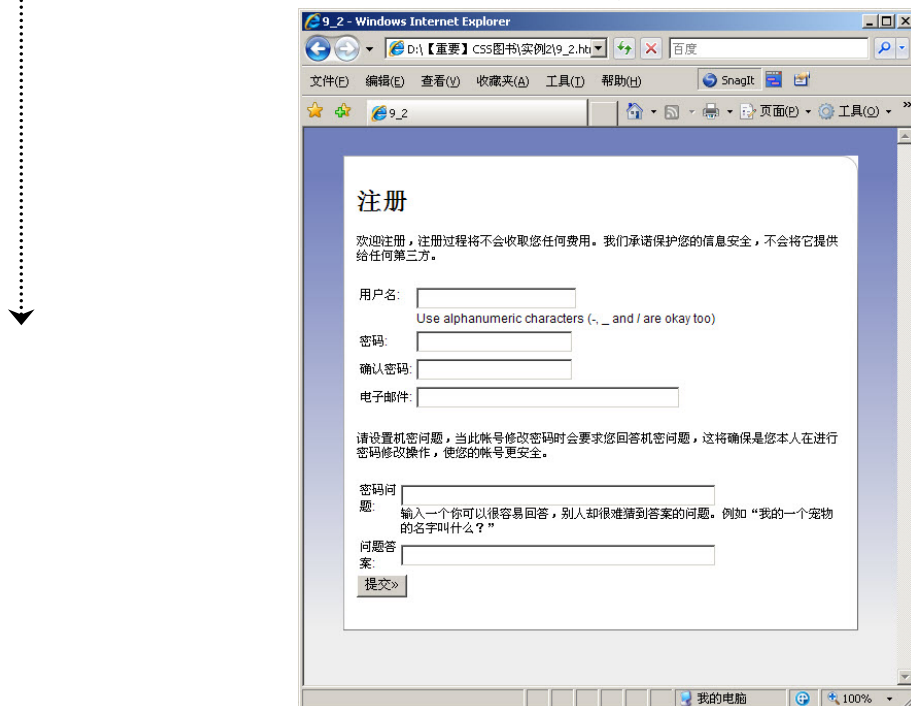 9_2 - Windows Internet Explorer
D:\【重要】CSS图书\实例2\9_2.ht
百度
文件(F) 编辑(E) 查看(V) 收藏夹(A) 工具(T) 帮助(H) SnagIt
9_2 页面(P) 工具(O)
注册
欢迎注册，注册过程将不会收取您任何费用。我们承诺保护您的信息安全，不会将它提供
给任何第三方。
用户名:
Use alphanumeric characters (-, _ and / are okay too)
密码:
确认密码:
电子邮件:
请设置机密问题，当此帐号修改密码时会要求您回答机密问题，这将确保是您本人在进行
密码修改操作，使您的帐号更安全。
密码问
题:
输入一个你可以很容易回答，别人却很难猜到答案的问题。例如“我的一个宠物
的名字叫什么？”
问题答
案:
提交»
我的电脑 100%